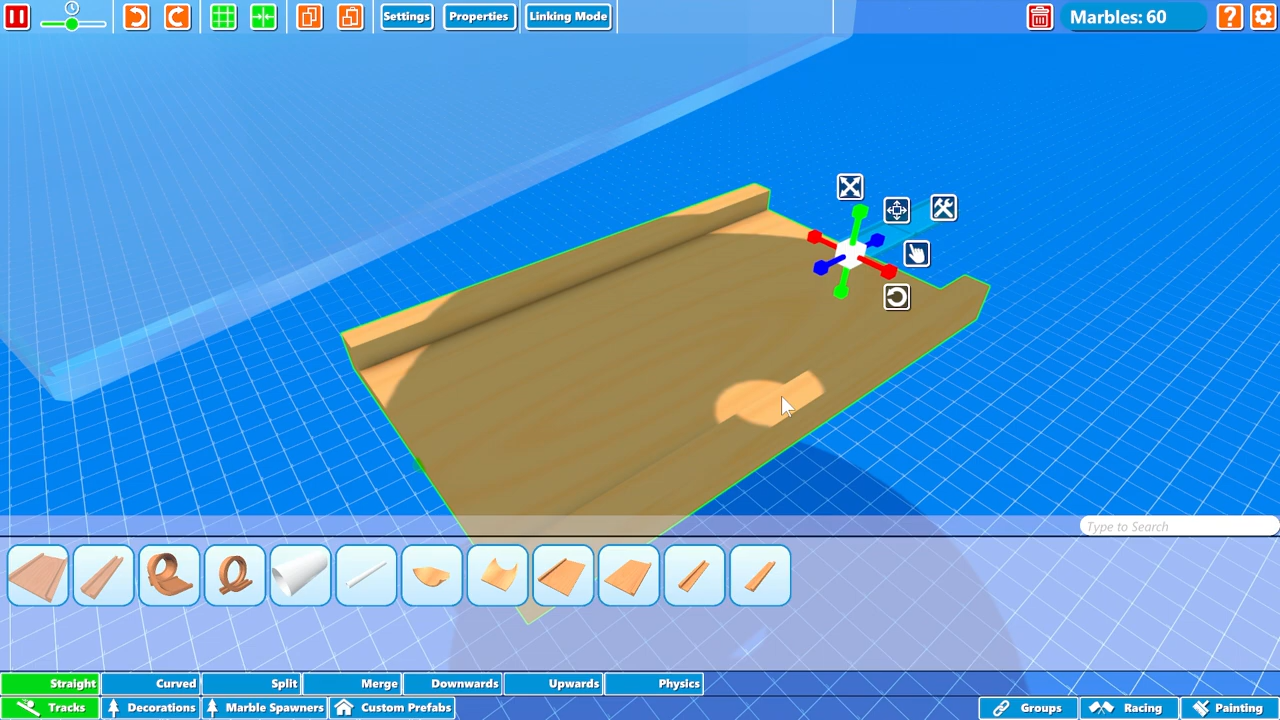 Settings
Properties
Linking Mode
Marbles: 60
?
Type to Search
Straight
Curved
Split
Merge
Downwards
Upwards
Physics
Tracks
Decorations
Marble Spawners
Custom Prefabs
Groups
Racing
Painting